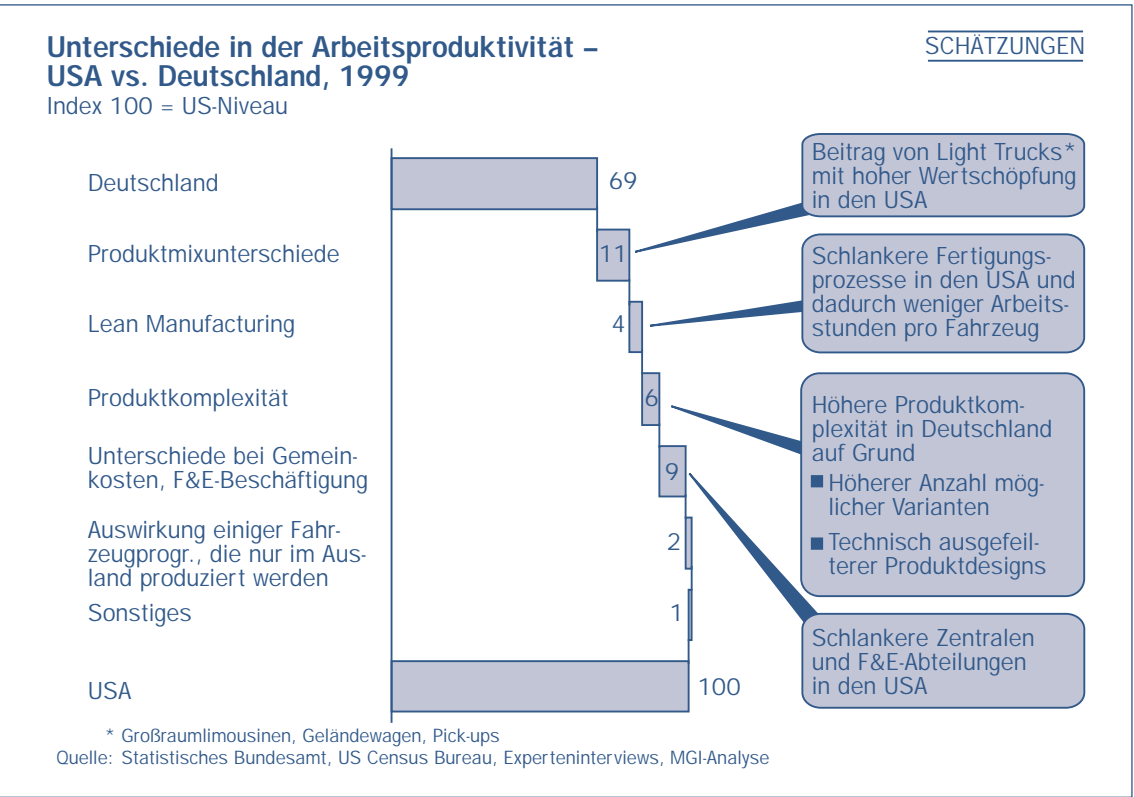 Unterschiede in der Arbeitsproduktivität –
USA vs. Deutschland, 1999
Index 100 = US-Niveau
SCHÄTZUNGEN
Deutschland
69
Produktmixunterschiede
11
Lean Manufacturing
4
Produktkomplexität
6
Unterschiede bei Gemein-
kosten, F&E-Beschäftigung
9
Auswirkung einiger Fahr-
zeugprogr., die nur im Aus-
land produziert werden
2
Sonstiges
1
USA
100
Beitrag von Light Trucks*
mit hoher Wertschöpfung
in den USA
Schlankere Fertigungs-
prozesse in den USA und
dadurch weniger Arbeits-
stunden pro Fahrzeug
Höhere Produktkom-
plexität in Deutschland
auf Grund
■ Höherer Anzahl mög-
licher Varianten
■ Technisch ausgefeil-
terer Produktdesigns
Schlankere Zentralen
und F&E-Abteilungen
in den USA
* Großraumlimousinen, Geländewagen, Pick-ups
Quelle: Statistisches Bundesamt, US Census Bureau, Experteninterviews, MGI-Analyse